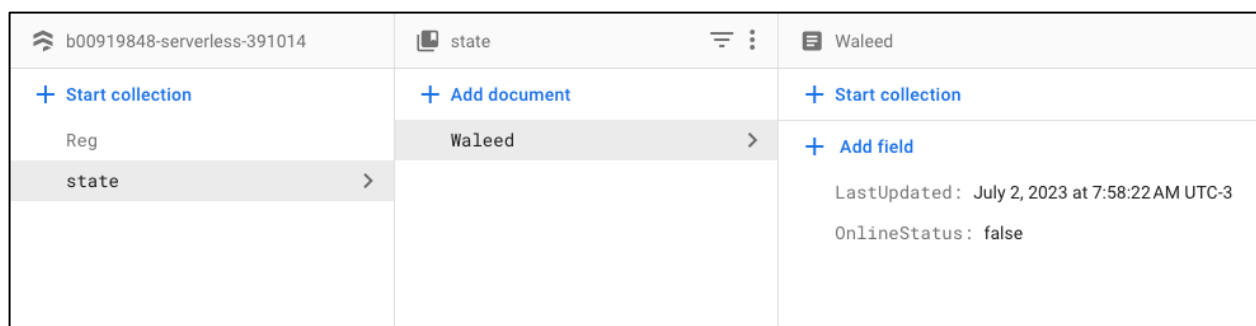 b00919848-serverless-391014
Start collection
Reg
state
state
Add document
Waleed
Waleed
Start collection
Add field
LastUpdated: July 2, 2023 at 7:58:22 AM UTC-3
OnlineStatus: false